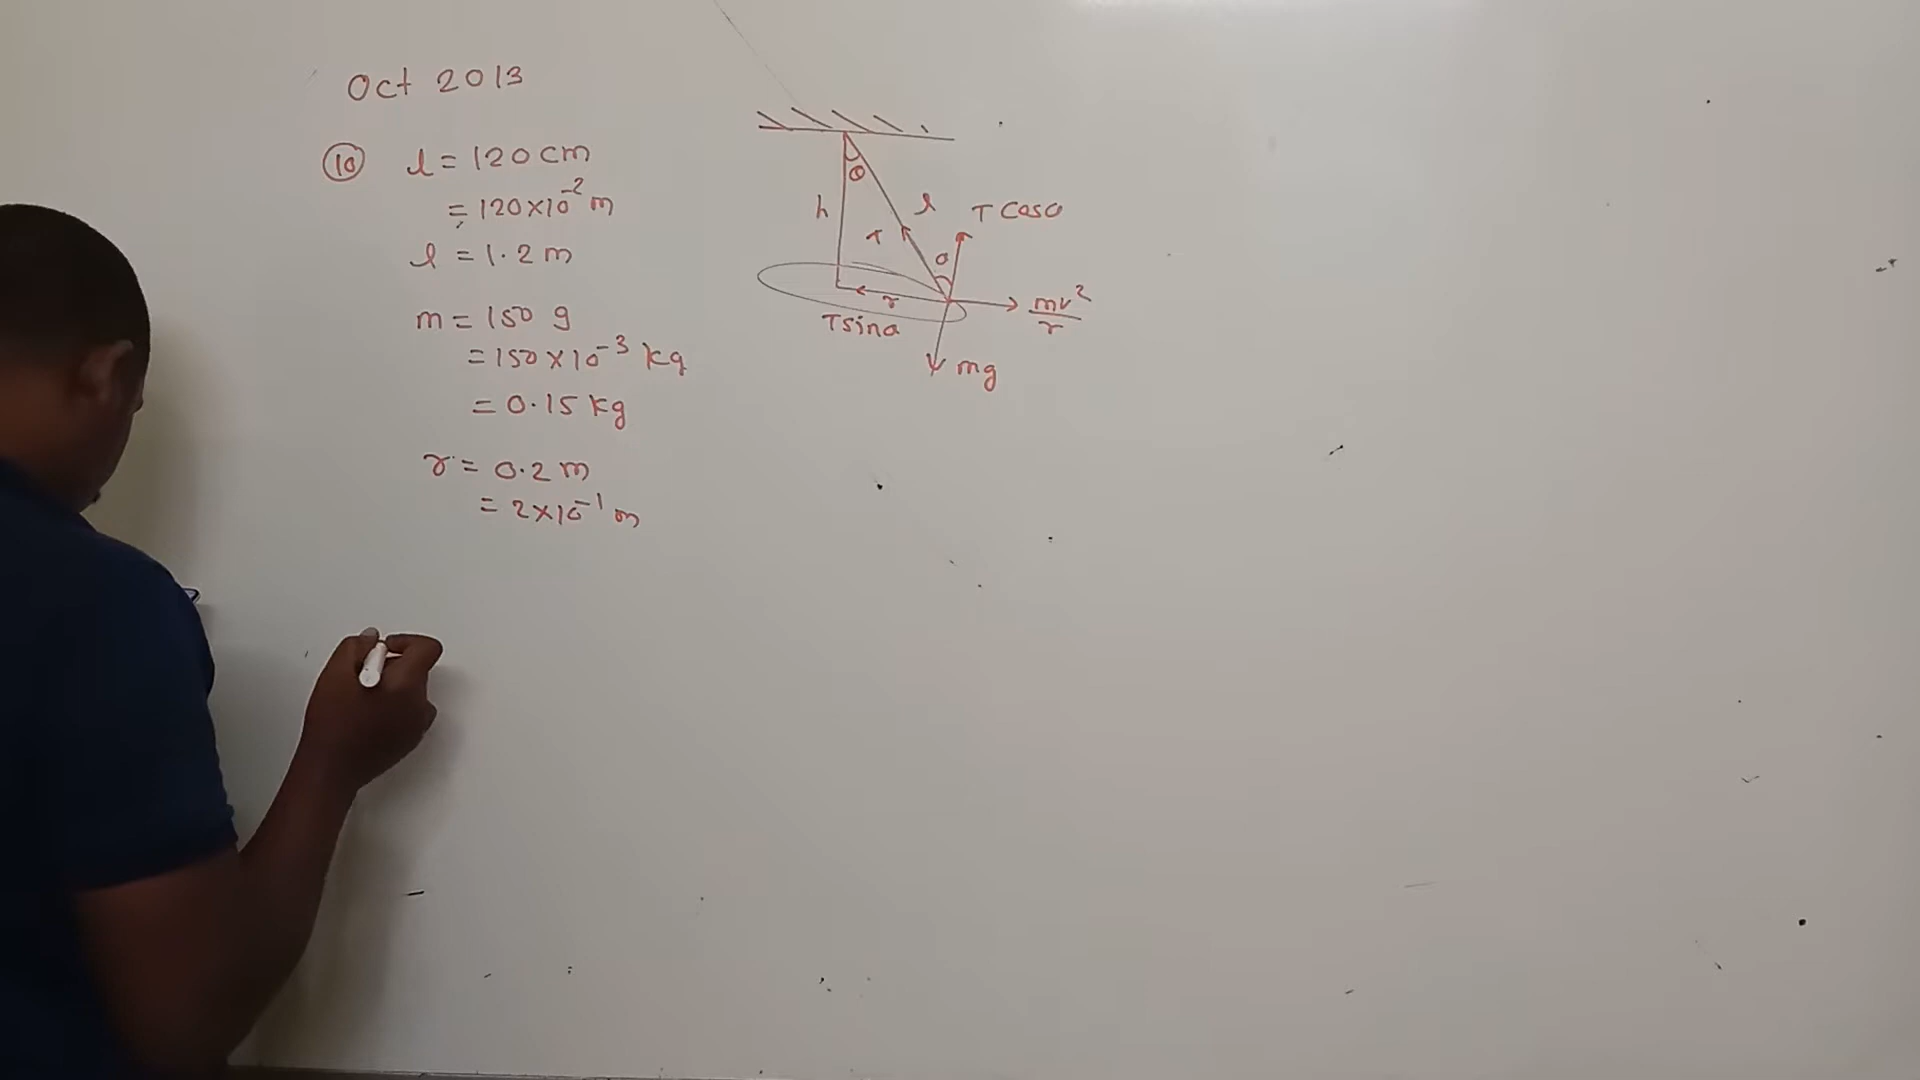 Oct 2013
10 l = 120 cm
= 120×10⁻² m
l = 1.2 m
m = 150 g
= 150×10⁻³ kg
= 0.15 kg
r = 0.2 m
= 2×10⁻¹ m
θ
h
l
T cosθ
T
θ
r
mv²/r
T sinθ
mg